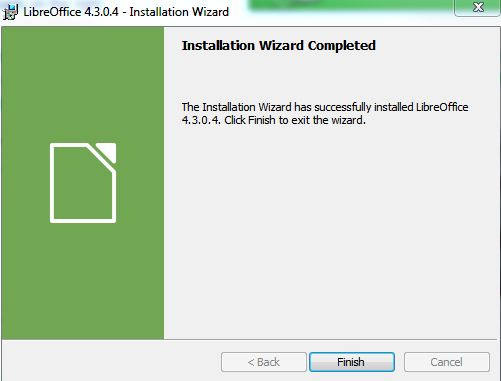 LibreOffice 4.3.0.4 - Installation Wizard
Installation Wizard Completed
The Installation Wizard has successfully installed LibreOffice
4.3.0.4. Click Finish to exit the wizard.
< Back
Finish
Cancel